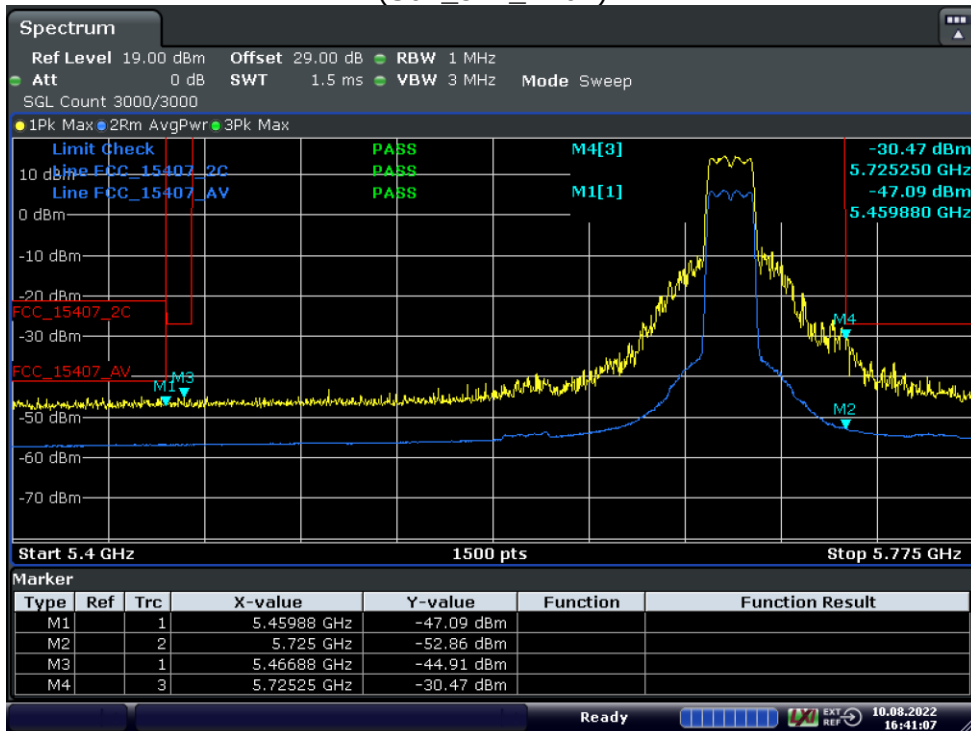 Spectrum
Ref Level 19.00 dBm Offset 29.00 dB RBW 1 MHz
Att 0 dB SWT 1.5 ms VBW 3 MHz Mode Sweep
SGL Count 3000/3000
1Pk Max 2Rm AvgPwr 3Pk Max
Limit Check PASS M4[3] -30.47 dBm
10 dBm Line FCC_15407_2C PASS 5.725250 GHz
Line FCC_15407_AV PASS M1[1] -47.09 dBm
0 dBm 5.459880 GHz
-10 dBm
-20 dBm
FCC_15407_2C
M4
-30 dBm
FCC_15407_AV
M1 M3
M2
-50 dBm
-60 dBm
-70 dBm
Start 5.4 GHz 1500 pts Stop 5.775 GHz
Marker
Type Ref Trc X-value Y-value Function Function Result
M1 1 5.45988 GHz -47.09 dBm
M2 2 5.725 GHz -52.86 dBm
M3 1 5.46688 GHz -44.91 dBm
M4 3 5.72525 GHz -30.47 dBm
Ready LXI EXT REF 10.08.2022
16:41:07